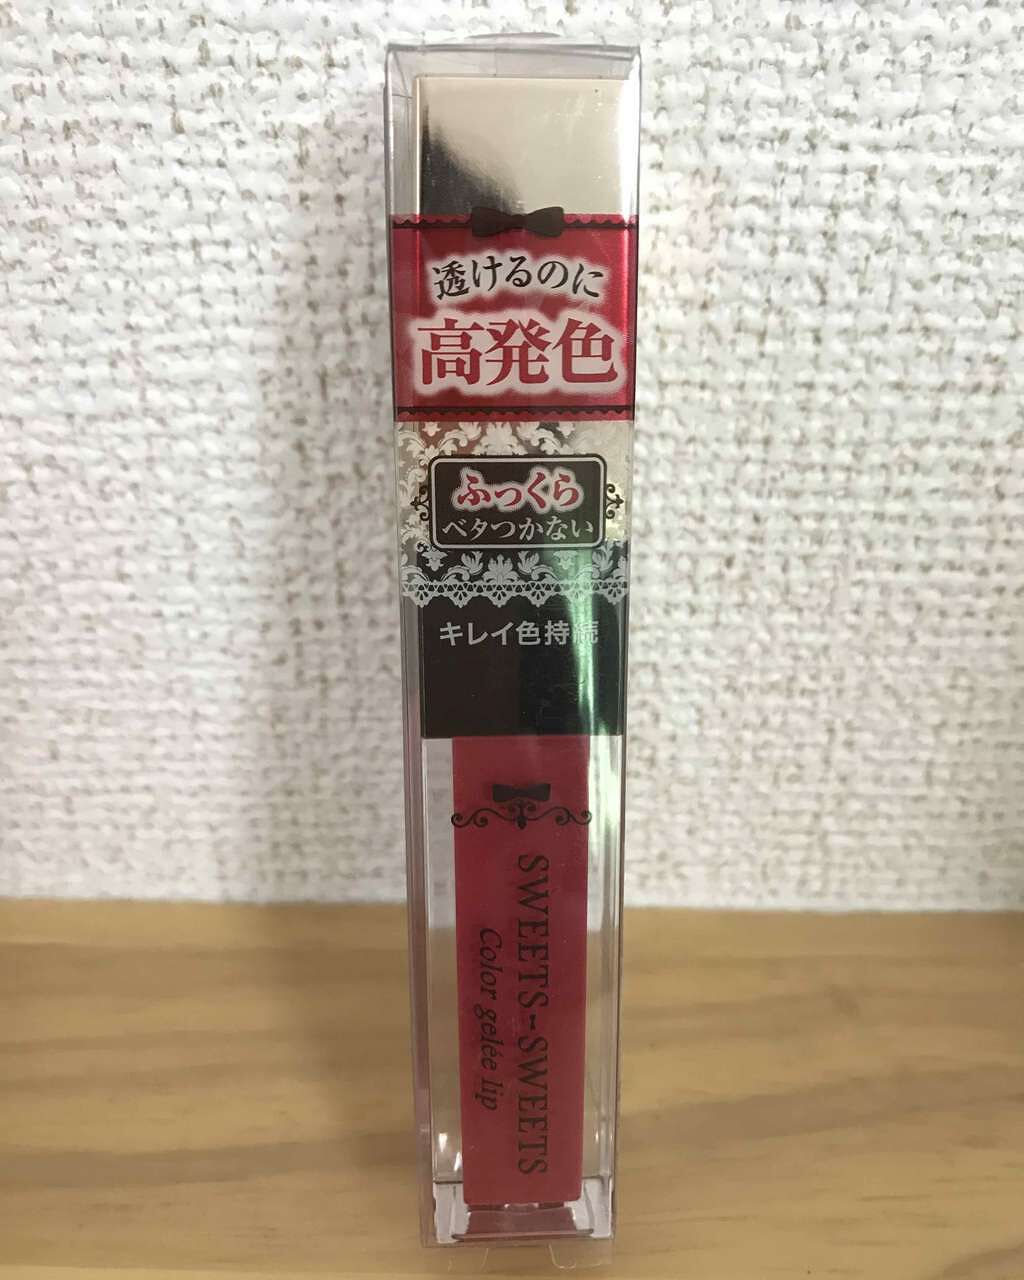 透けるのに
高発色
ふっくら
ベタつかない
キレイ色持続
SWEETS-SWEETS
Color gelée lip